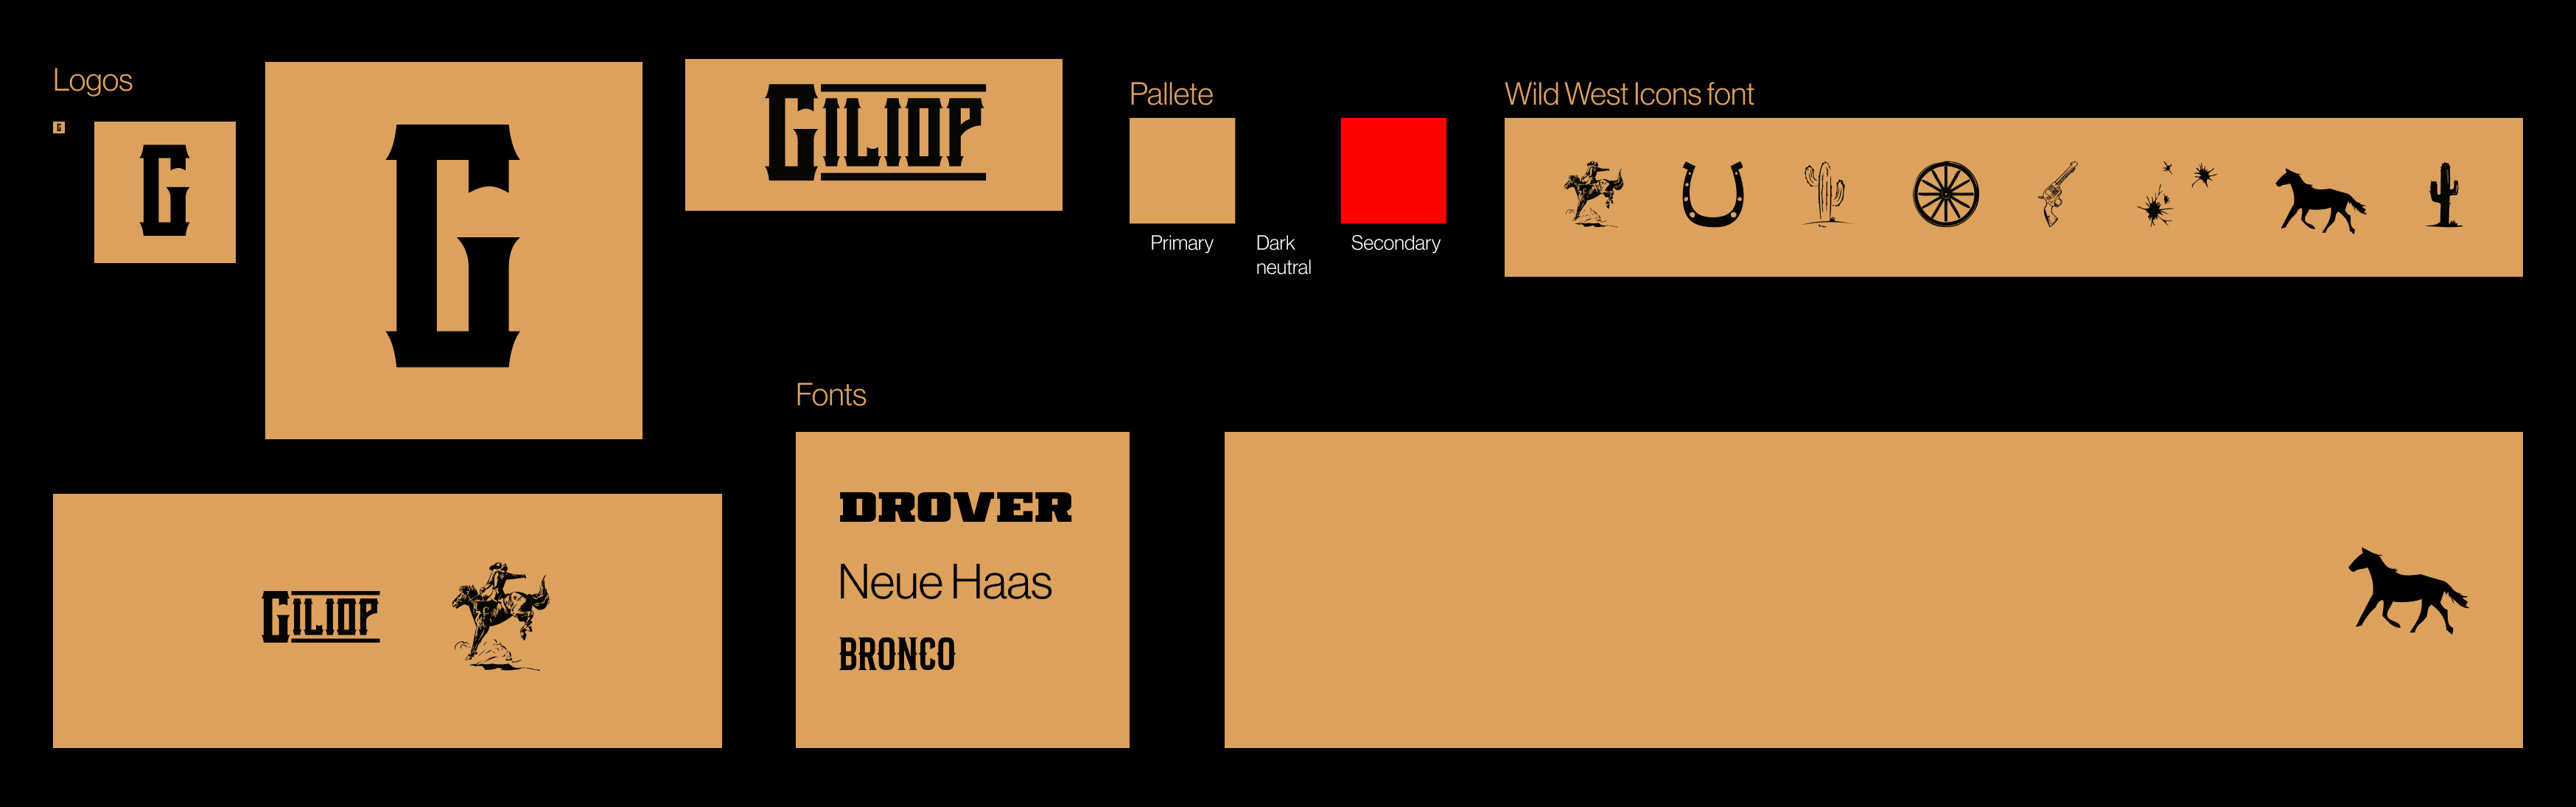 Logos
G
G
G
GILIOP
Pallete
Primary
Dark
neutral
Secondary
Wild West Icons font
GILIOP
Fonts
DROVER
Neue Haas
BRONCO